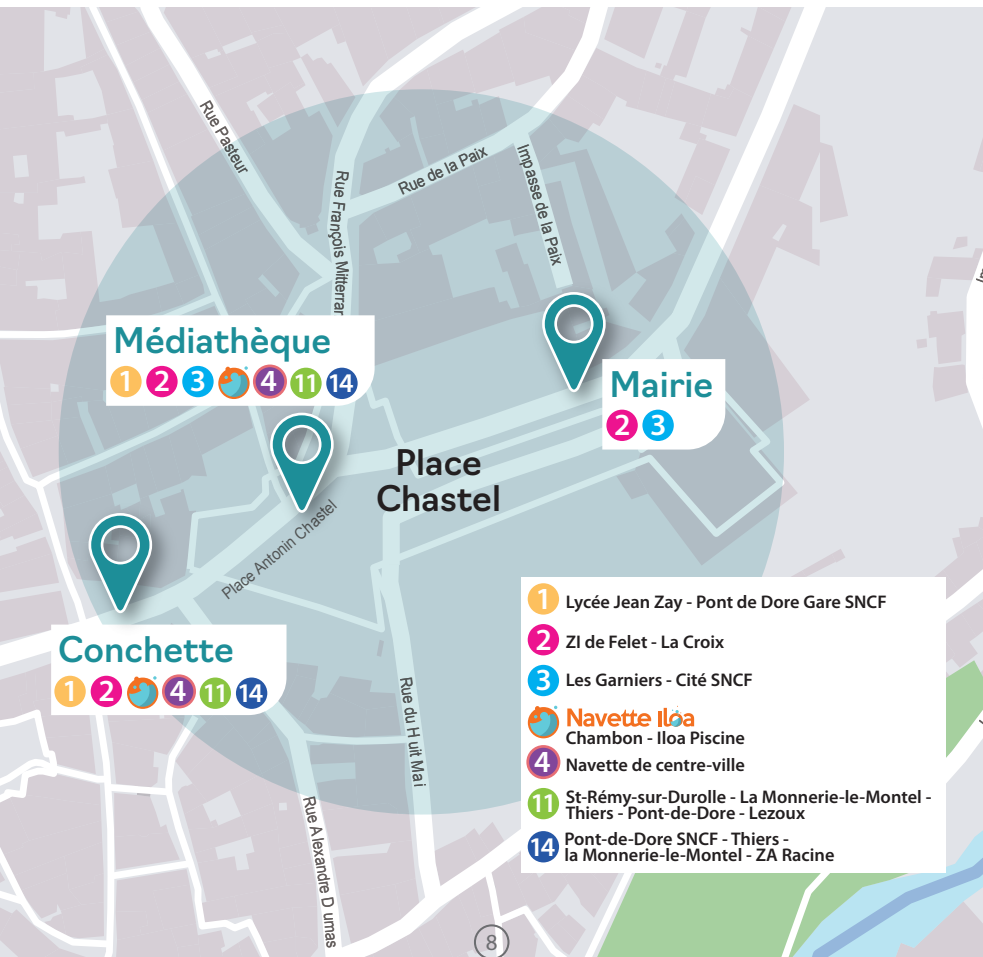 Rue Pasteur
Rue François Mitterran
Rue de la Paix
Impasse de la Paix
Médiathèque
1 2 3 4 11 14
Mairie
2 3
Place
Chastel
Place Antonin Chastel
Conchette
1 2 4 11 14
Rue du Huit Mai
Rue Alexandre Dumas
1 Lycée Jean Zay - Pont de Dore Gare SNCF
2 ZI de Felet - La Croix
3 Les Garniers - Cité SNCF
Navette Iloa
Chambon - Iloa Piscine
4 Navette de centre-ville
11 St-Rémy-sur-Durolle - La Monnerie-le-Montel -
Thiers - Pont-de-Dore - Lezoux
14 Pont-de-Dore SNCF - Thiers -
la Monnerie-le-Montel - ZA Racine
8